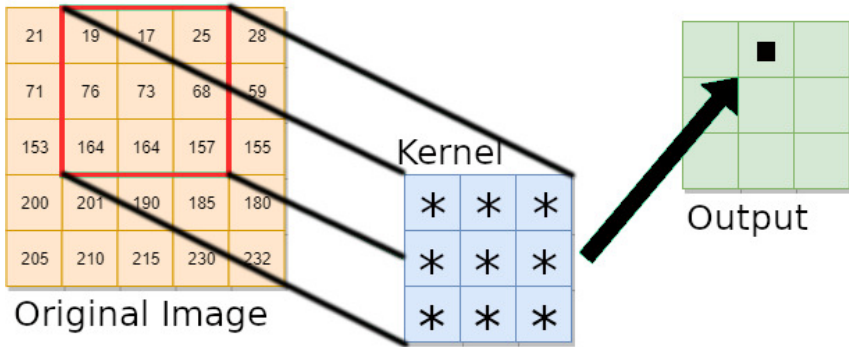 21 19 17 25 28
71 76 73 68 59
153 164 164 157 155
200 201 190 185 180
205 210 215 230 232
Original Image
Kernel
* * *
* * *
* * *
Output